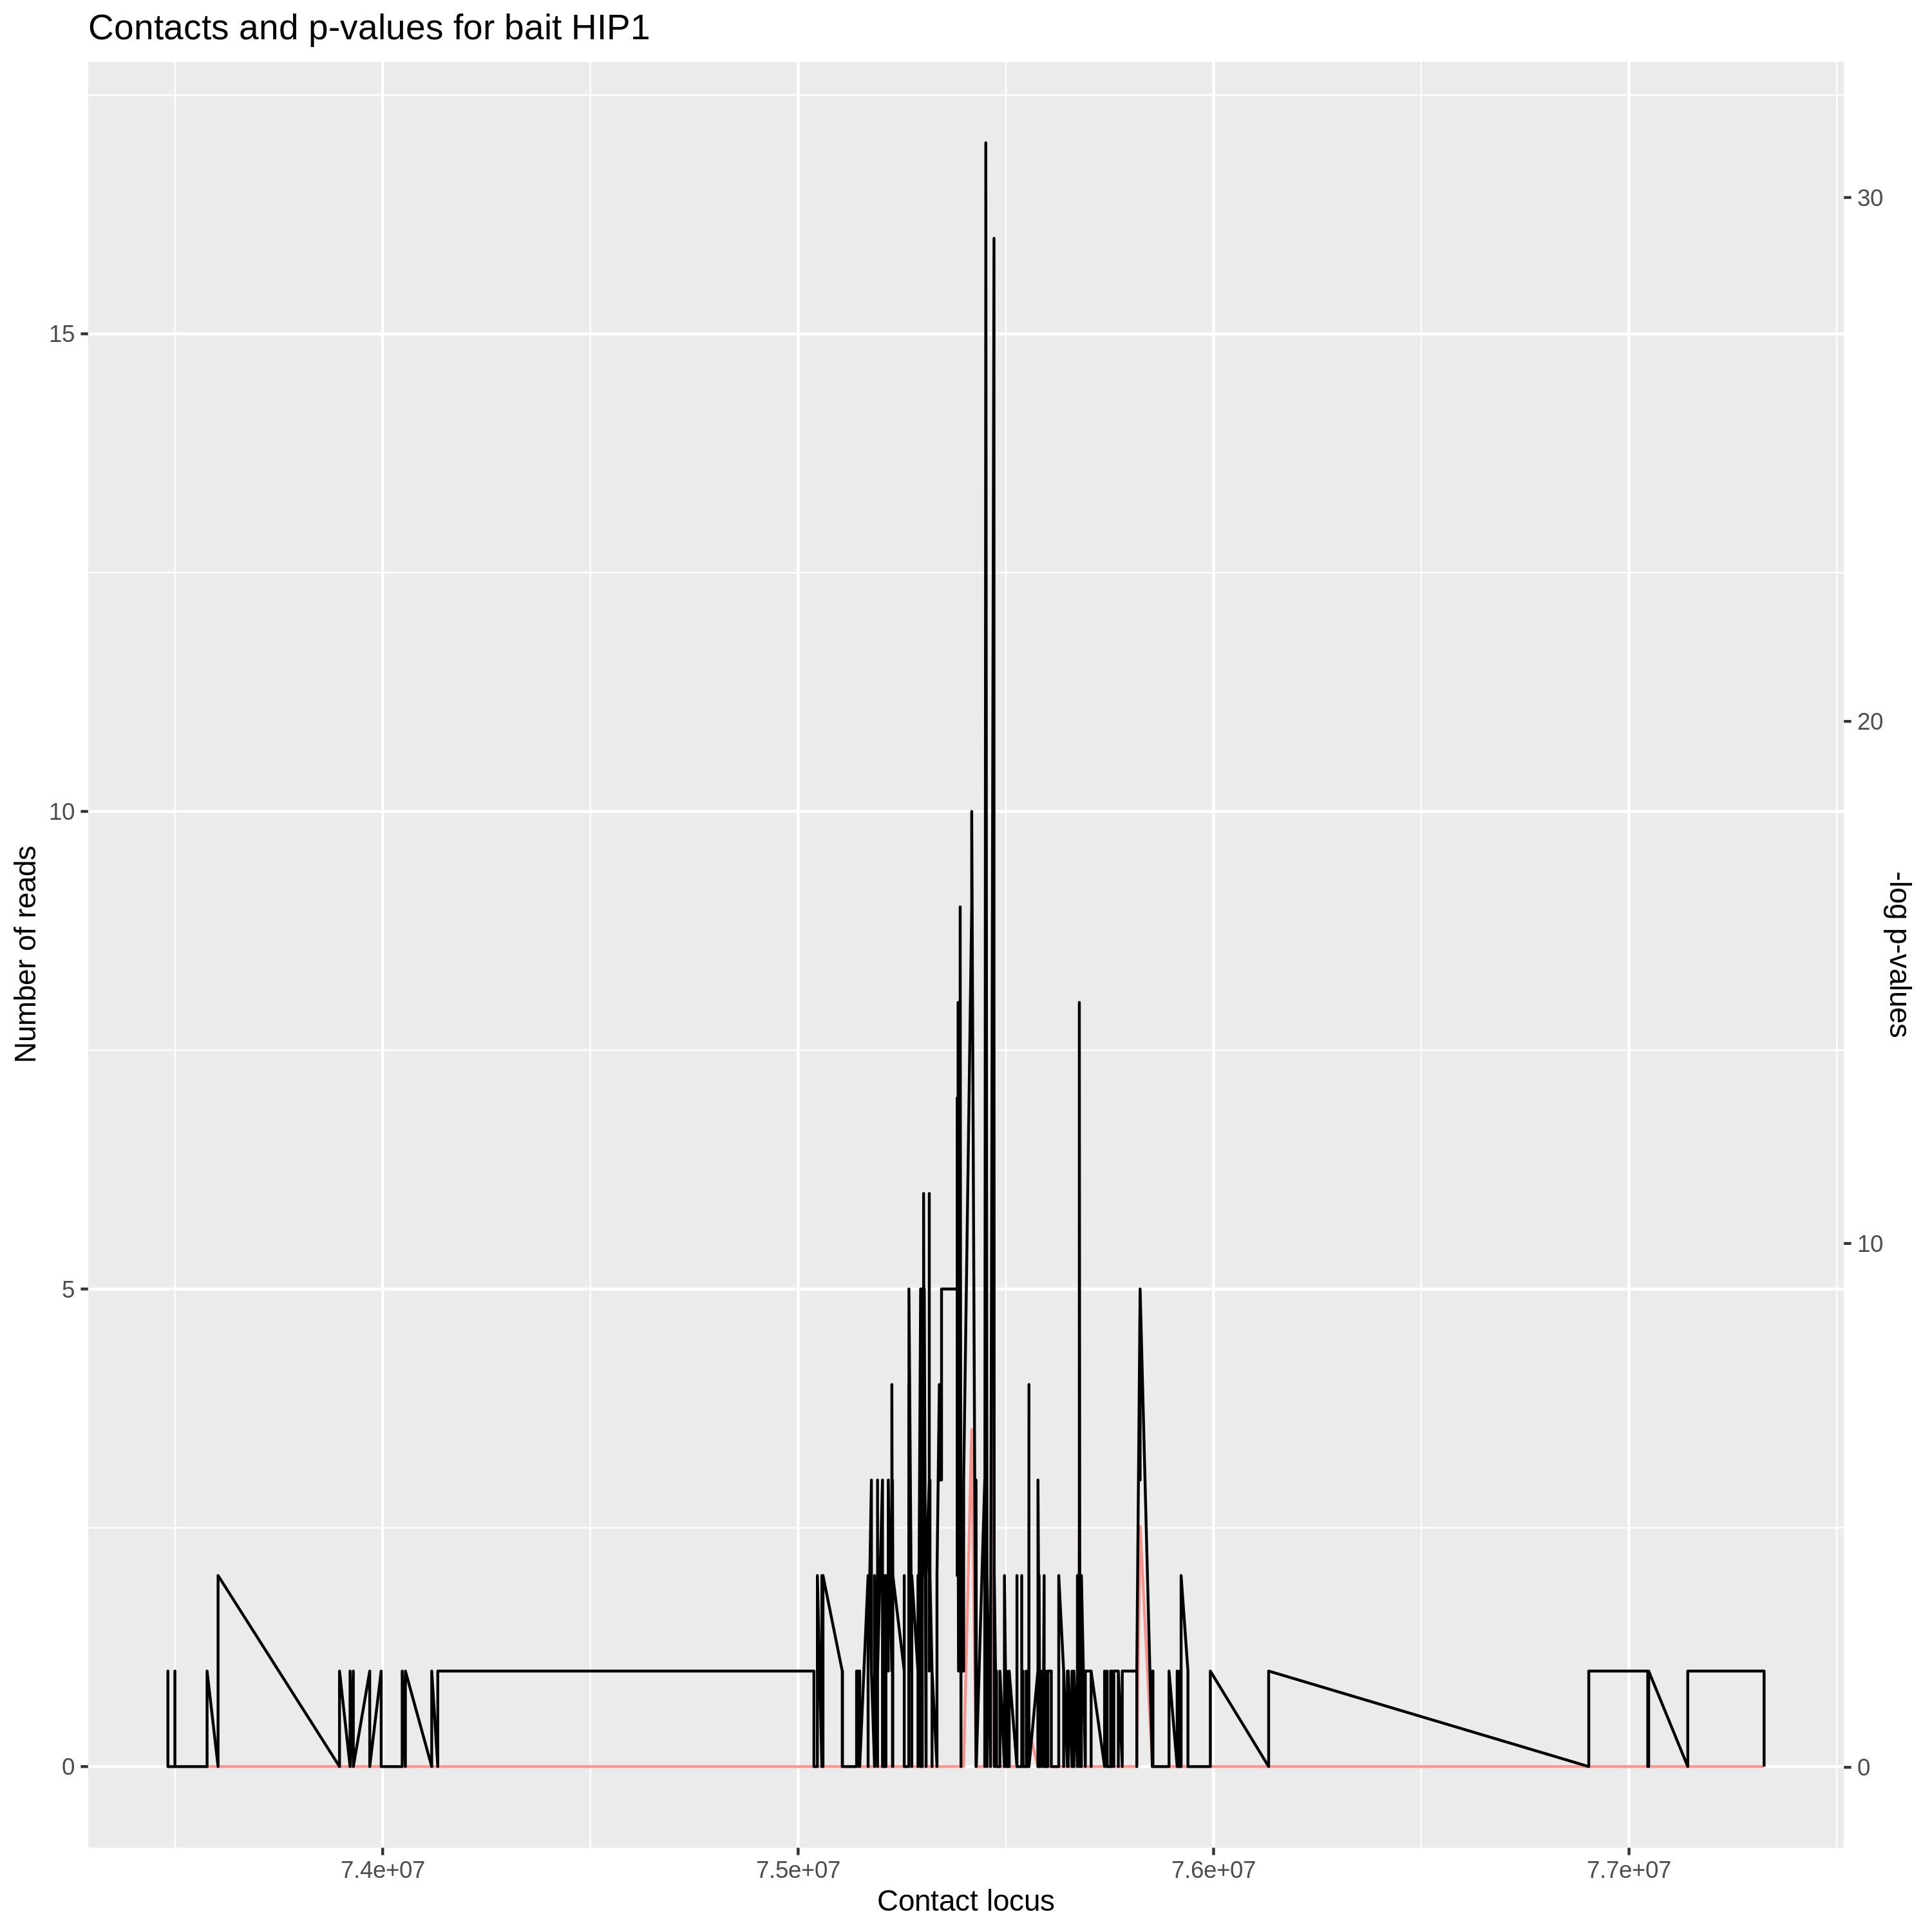 Contacts and p-values for bait HIP1
15
10
5
0
Number of reads
30
20
10
0
-log p-values
7.4e+07
7.5e+07
7.6e+07
7.7e+07
Contact locus